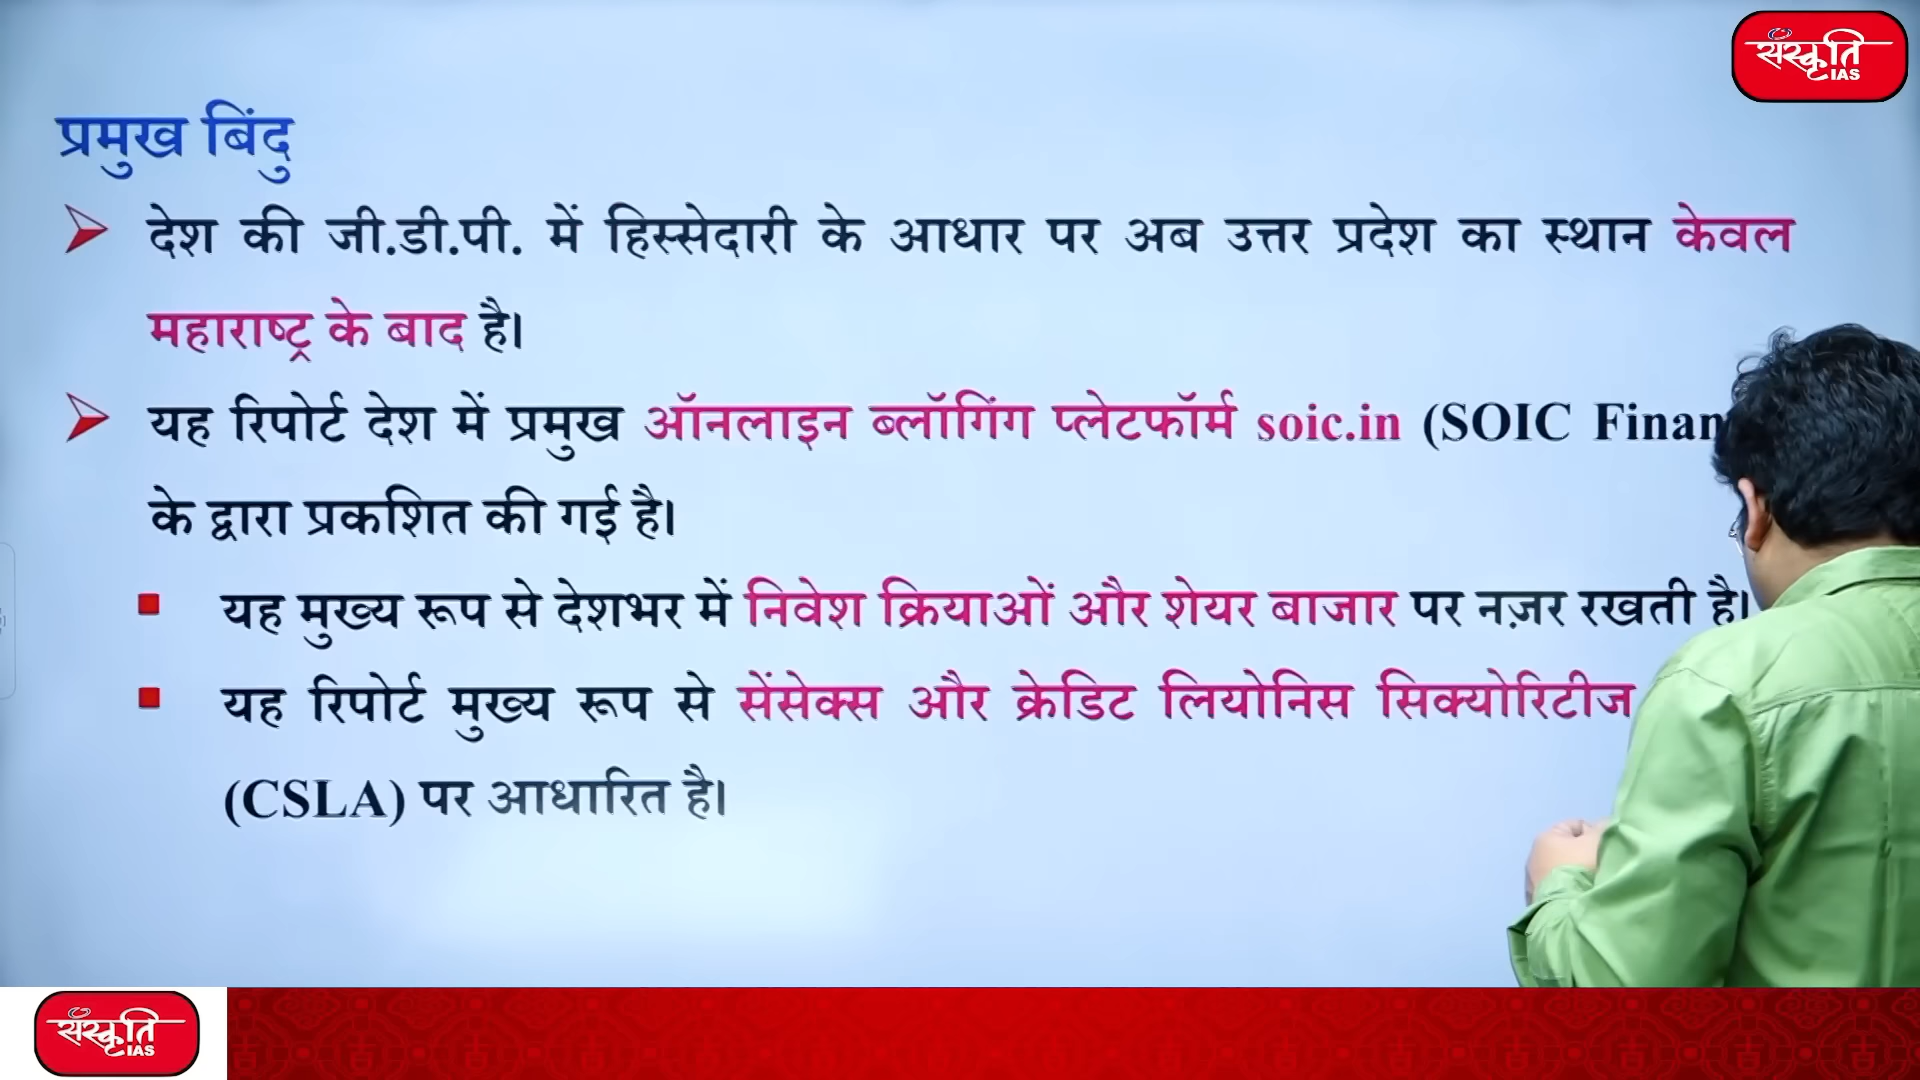 संस्कृति
IAS
प्रमुख बिंदु
देश की जी.डी.पी. में हिस्सेदारी के आधार पर अब उत्तर प्रदेश का स्थान केवल
महाराष्ट्र के बाद है।
यह रिपोर्ट देश में प्रमुख ऑनलाइन ब्लॉगिंग प्लेटफॉर्म soic.in (SOIC
के द्वारा प्रकशित की गई है।
यह मुख्य रूप से देशभर में निवेश क्रियाओं और शेयर बाजार पर नज़र रखती है।
यह रिपोर्ट मुख्य रूप से सेंसेक्स और क्रेडिट लियोनिस सिक्योरिटीज
(CSLA) पर आधारित है।
संस्कृति
IAS